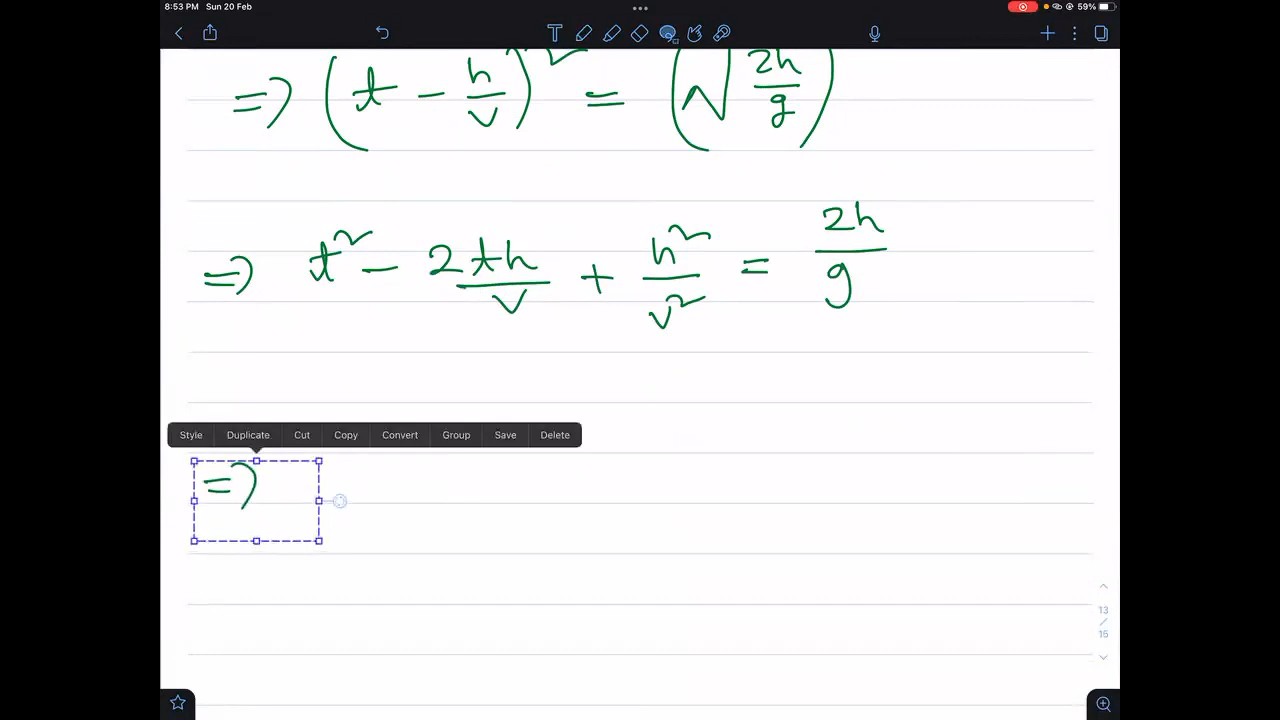 8:53 PM Sun 20 Feb 59%
=> (t - h/v)² = (√2h/g)
=> t² - 2th/v + h²/v² = 2h/g
Style Duplicate Cut Copy Convert Group Save Delete
=>
13
/
15